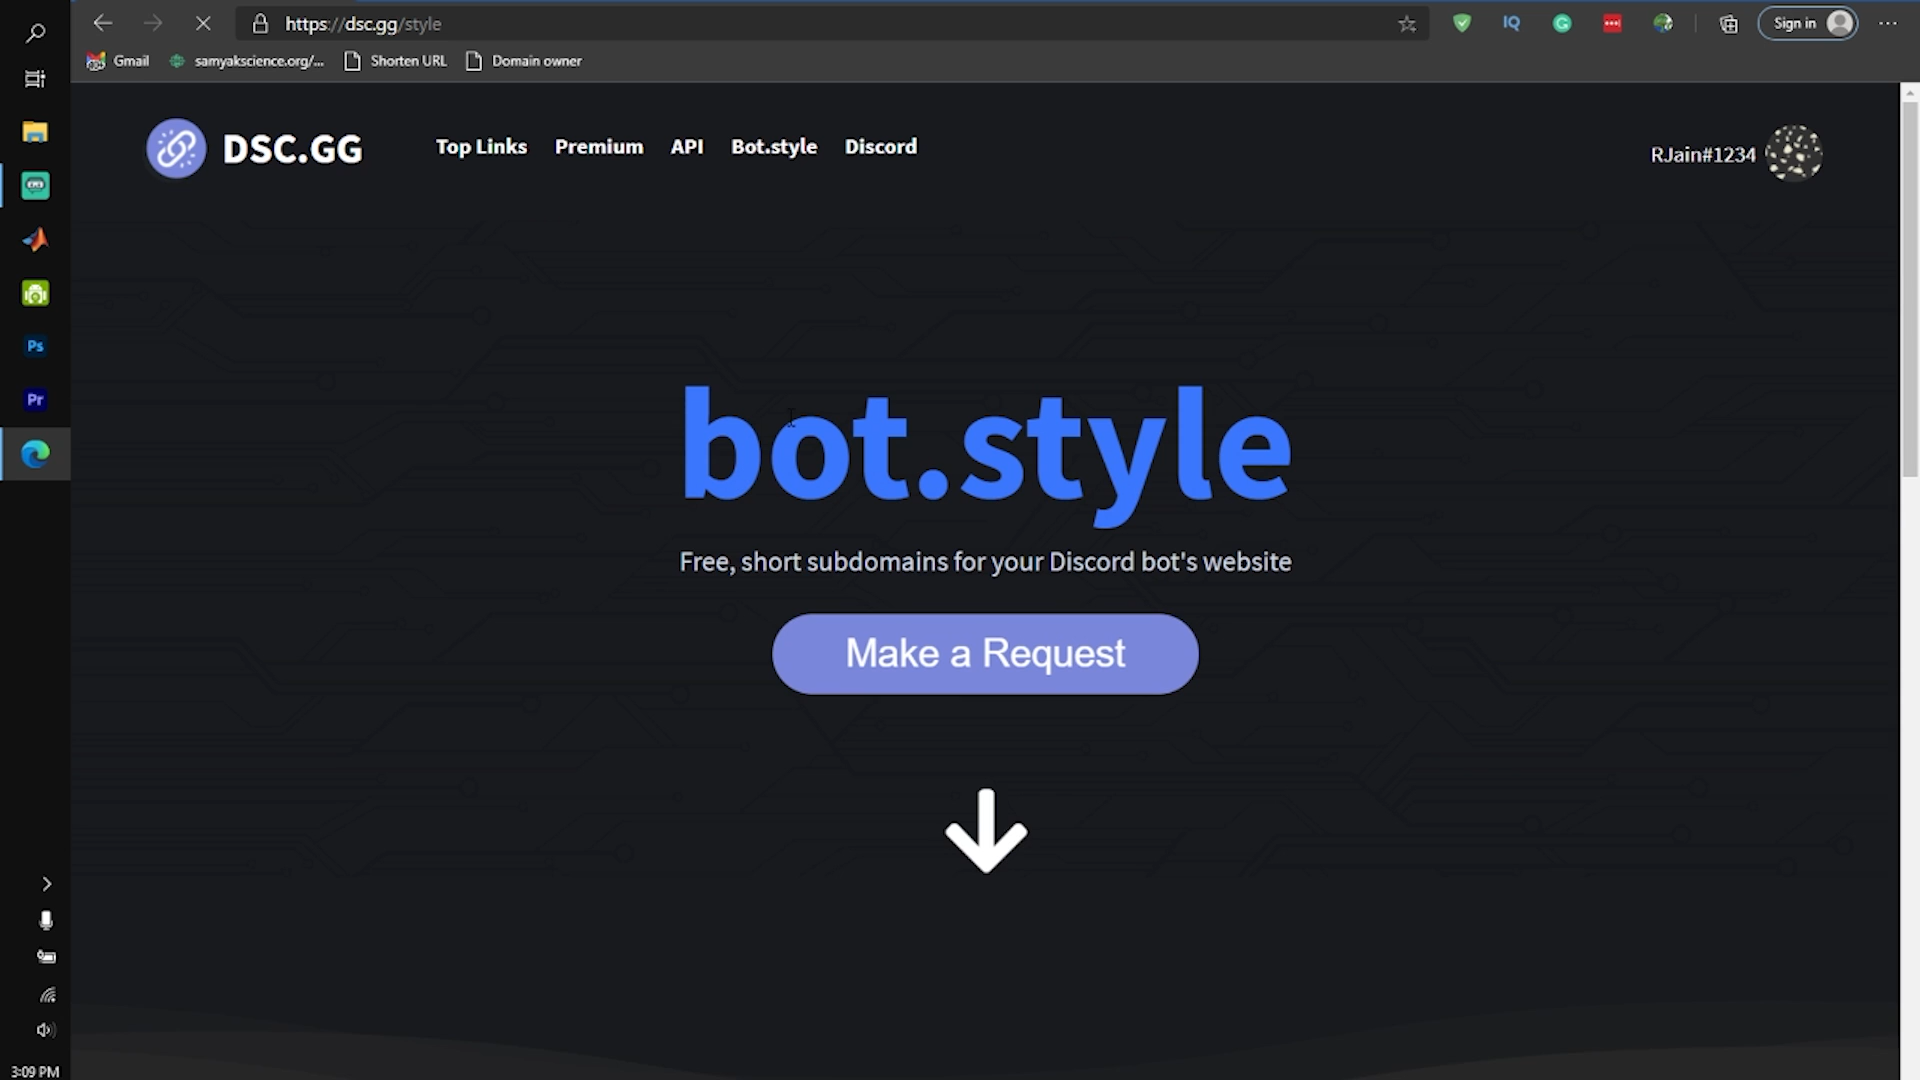 https://dsc.gg/style
IQ
Sign in
Gmail
samyakscience.org/...
Shorten URL
Domain owner
DSC.GG
Top Links
Premium
API
Bot.style
Discord
RJain#1234
Ps
Pr
bot.style
Free, short subdomains for your Discord bot's website
Make a Request
3:09 PM